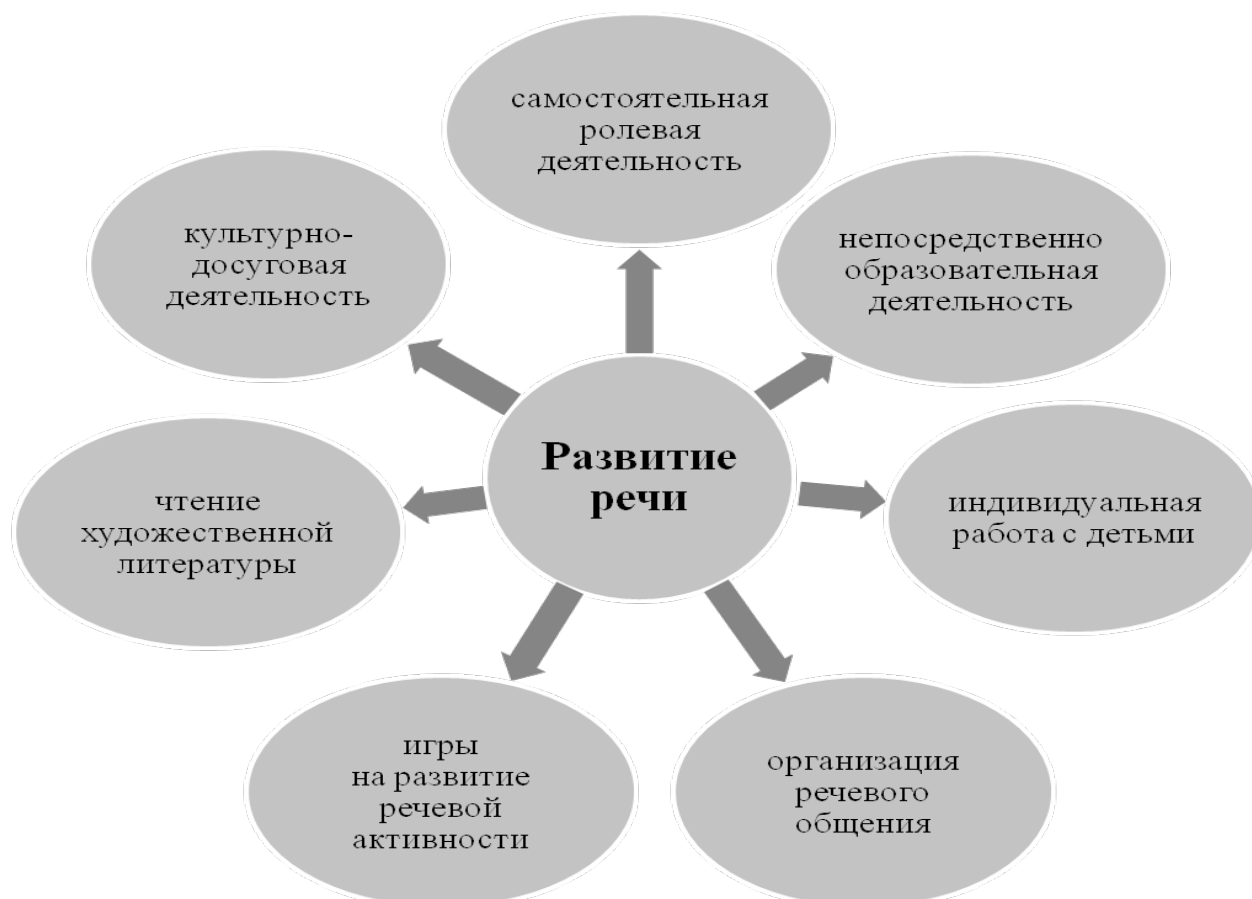 самостоятельная
ролевая
деятельность
культурно-
досуговая
деятельность
непосредственно
образовательная
деятельность
Развитие
речи
чтение
художественной
литературы
индивидуальная
работа с детьми
игры
на развитие
речевой
активности
организация
речевого
общения